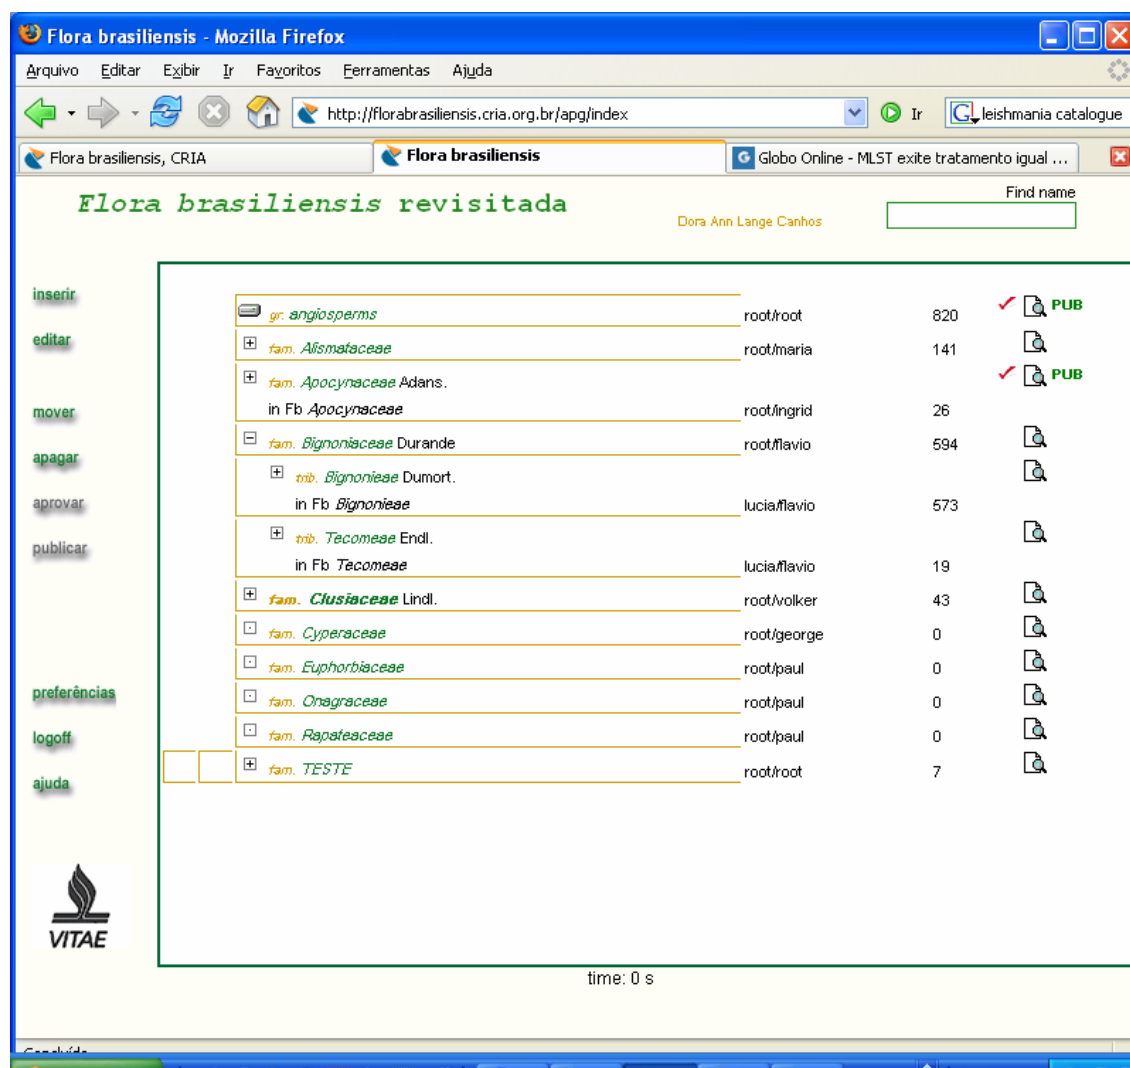 Flora brasiliensis - Mozilla Firefox
Arquivo Editar Exibir Ir Favoritos Ferramentas Ajuda
http://florabrasiliensis.cria.org.br/apg/index Ir G leishmania catalogue
Flora brasiliensis, CRIA Flora brasiliensis G Globo Online - MLST exite tratamento igual ...
Flora brasiliensis revisitada
Dora Ann Lange Canhos
Find name
inserir
editar
mover
apagar
aprovar
publicar
preferências
logoff
ajuda
VITAE
gr. angiosperms root/root 820 PUB
fam. Alismataceae root/maria 141
fam. Apocynaceae Adans. PUB
in Fb Apocynaceae root/ingrid 26
fam. Bignoniaceae Durande root/flavio 594
trib. Bignonieae Dumort.
in Fb Bignonieae lucia/flavio 573
trib. Tecomeae Endl.
in Fb Tecomeae lucia/flavio 19
fam. Clusiaceae Lindl. root/volker 43
fam. Cyperaceae root/george 0
fam. Euphorbiaceae root/paul 0
fam. Onagraceae root/paul 0
fam. Rapateaceae root/paul 0
fam. TESTE root/root 7
time: 0 s